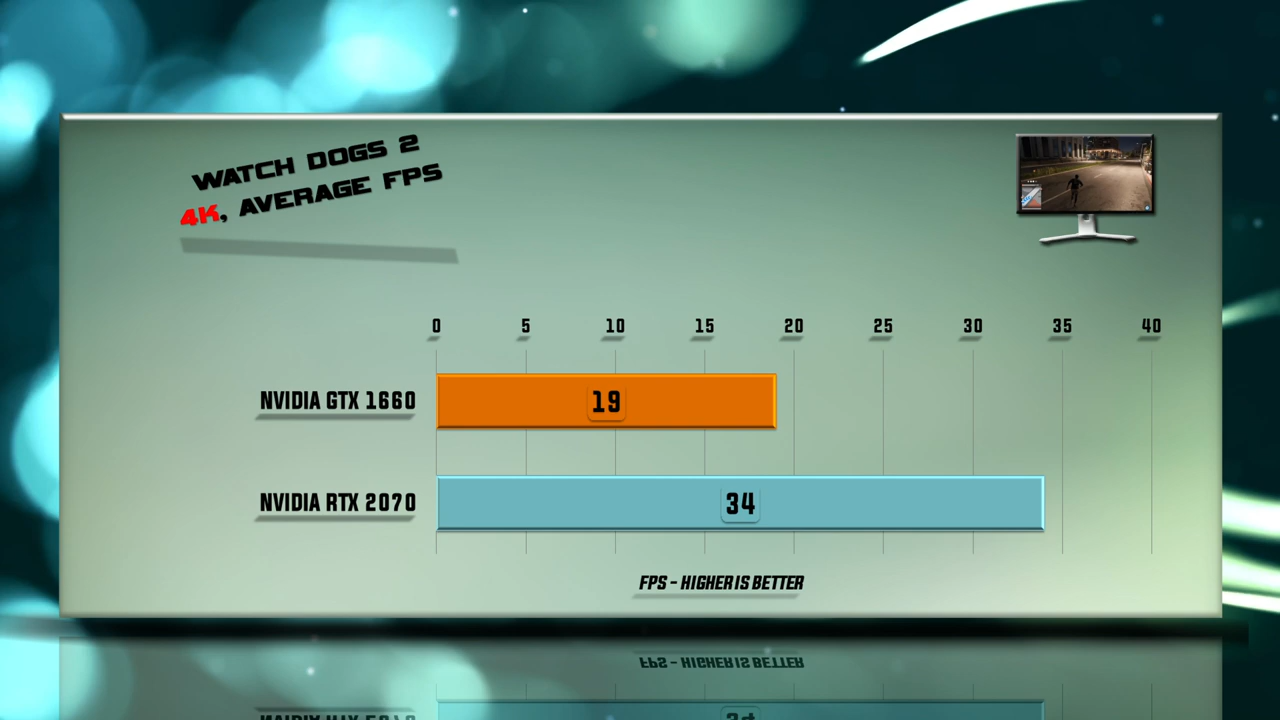 WATCH DOGS 2
4K, AVERAGE FPS
0 5 10 15 20 25 30 35 40
NVIDIA GTX 1660 19
NVIDIA RTX 2070 34
FPS - HIGHER IS BETTER